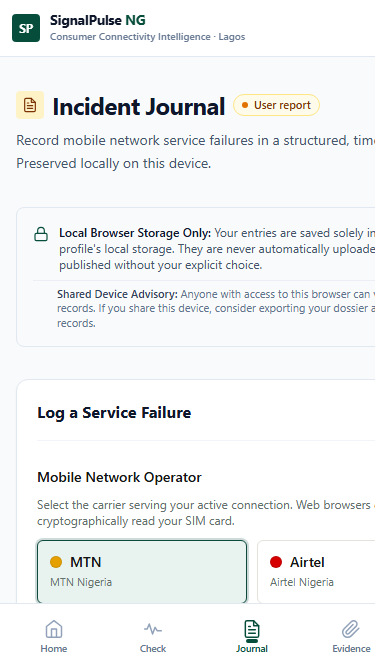 SP
SignalPulse NG
Consumer Connectivity Intelligence · Lagos
Incident Journal
User report
Record mobile network service failures in a structured,
Preserved locally on this device.
Local Browser Storage Only: Your entries are saved solely in
profile's local storage. They are never automatically
published without your explicit choice.
Shared Device Advisory: Anyone with access to this browser can
records. If you share this device, consider exporting your dossier
records.
Log a Service Failure
Mobile Network Operator
Select the carrier serving your active connection. Web browsers
cryptographically read your SIM card.
MTN
MTN Nigeria
Airtel
Airtel Nigeria
Home
Check
Journal
Evidence